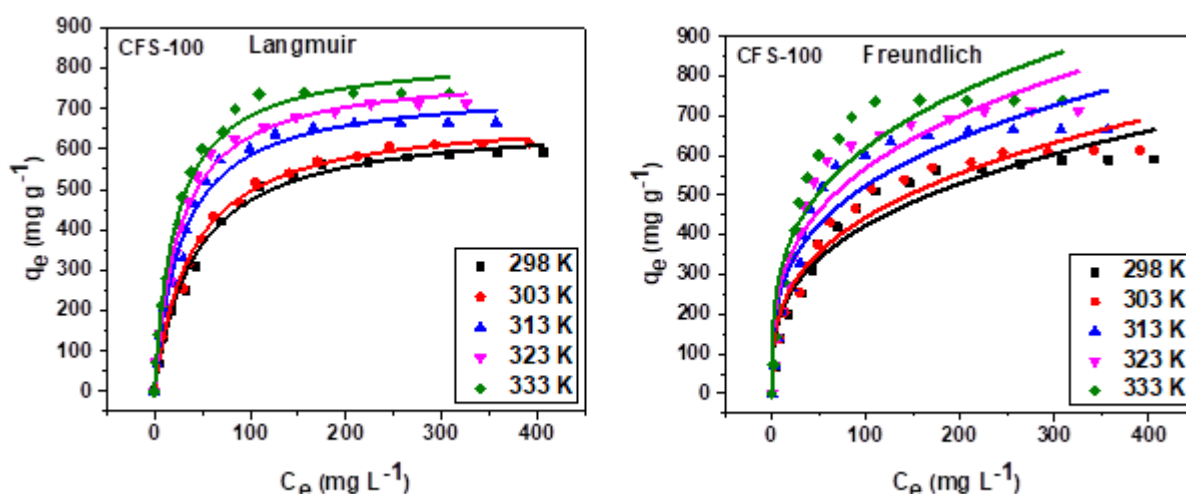 CFS-100 Langmuir
900
800
700
600
500
400
300
200
100
0
qe (mg g-1)
298 K
303 K
313 K
323 K
333 K
0 100 200 300 400
Ce (mg L-1)
CFS-100 Freundlich
900
800
700
600
500
400
300
200
100
0
qe (mg g-1)
298 K
303 K
313 K
323 K
333 K
0 100 200 300 400
Ce (mg L-1)